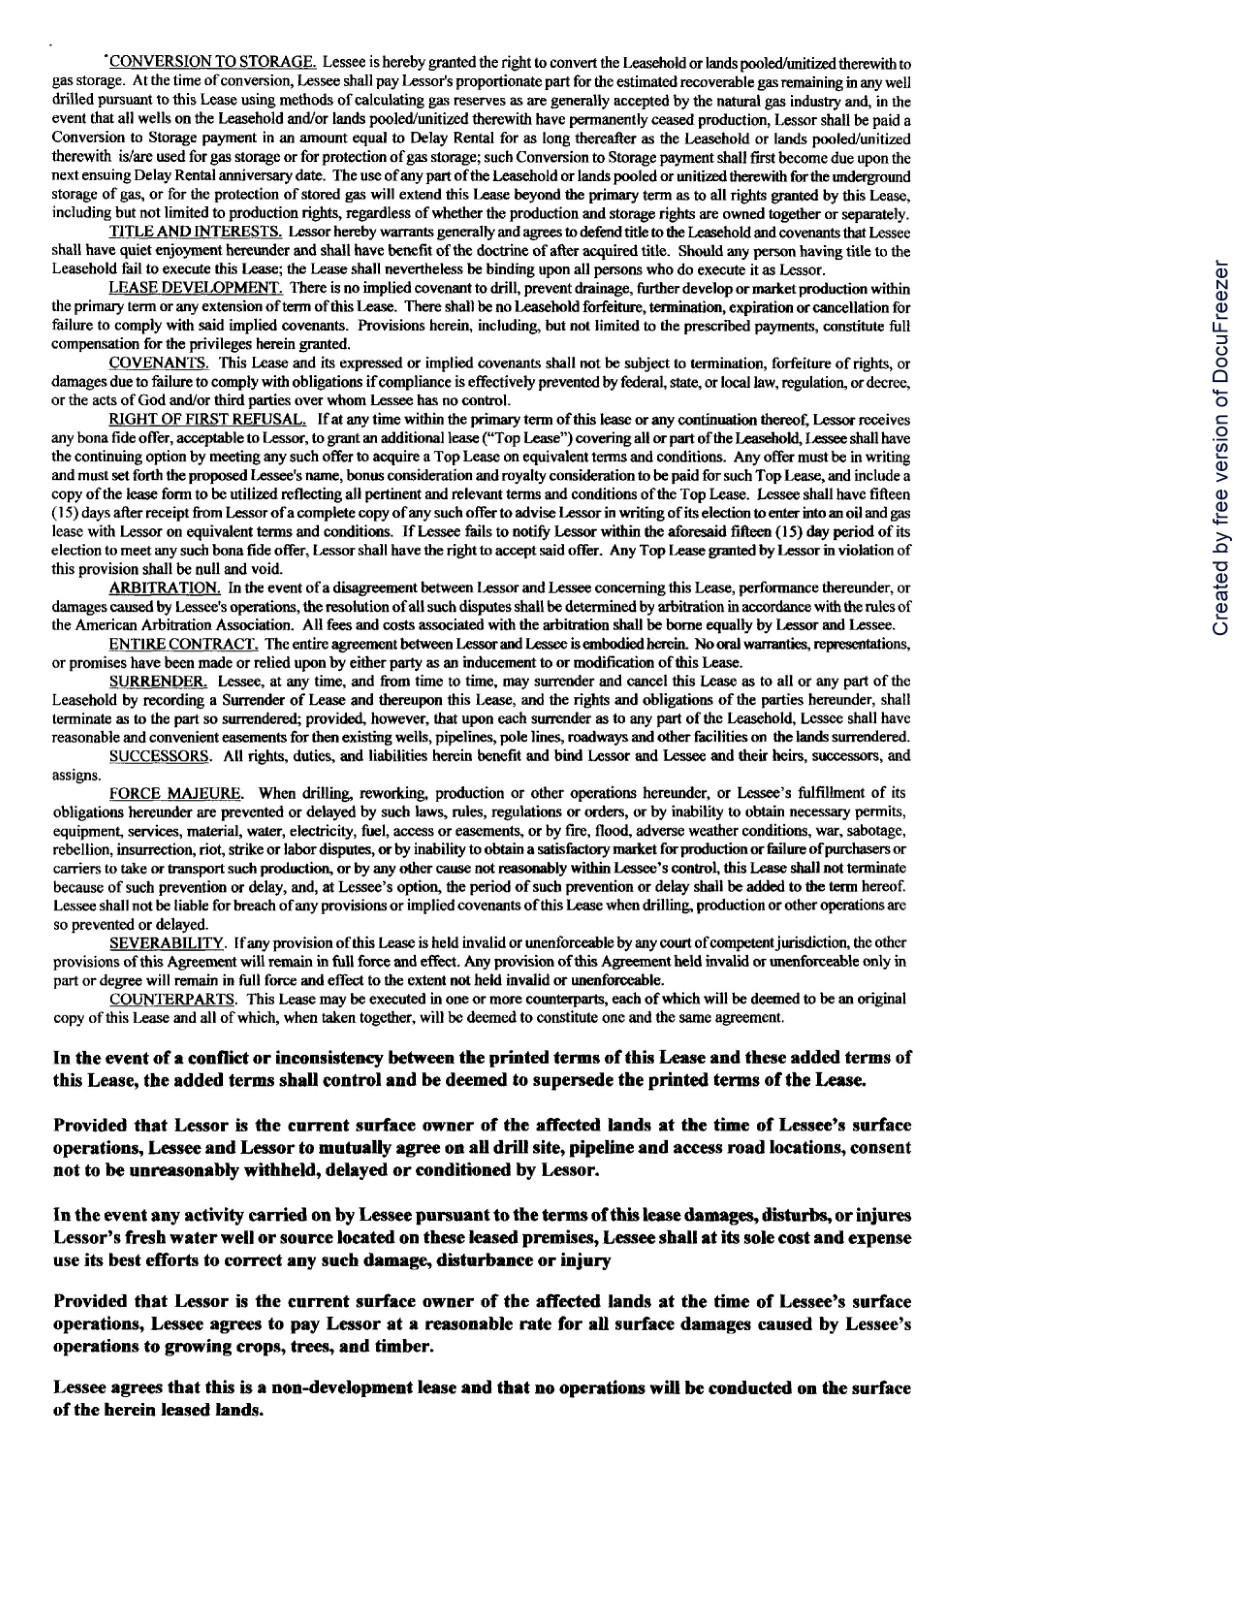 CONVERSION TO STORAGE. Lessee is hereby granted the right to convert the Leasehold or lands pooled/unitized therewith to
gas storage. At the time of conversion, Lessee shall pay Lessor's proportionate part for the estimated recoverable gas remaining in any well
drilled pursuant to this Lease using methods of calculating gas reserves as are generally accepted by the natural gas industry and, in the
event that all wells on the Leasehold and/or lands pooled/unitized therewith have permanently ceased production, Lessor shall be paid a
Conversion to Storage payment in an amount equal to Delay Rental for as long thereafter as the Leasehold or lands pooled/unitized
therewith is/are used for gas storage or for protection of gas storage; such Conversion to Storage payment shall first become due upon the
next ensuing Delay Rental anniversary date. The use of any part of the Leasehold or lands pooled or unitized therewith for the underground
storage of gas, or for the protection of stored gas will extend this Lease beyond the primary term as to all rights granted by this Lease,
including but not limited to production rights, regardless of whether the production and storage rights are owned together or separately.
TITLE AND INTERESTS. Lessor hereby warrants generally and agrees to defend title to the Leasehold and covenants that Lessee
shall have quiet enjoyment hereunder and shall have benefit of the doctrine of after acquired title. Should any person having title to the
Leasehold fail to execute this Lease; the Lease shall nevertheless be binding upon all persons who do execute it as Lessor.
LEASE DEVELOPMENT. There is no implied covenant to drill, prevent drainage, further develop or market production within
the primary term or any extension of term of this Lease. There shall be no Leasehold forfeiture, termination, expiration or cancellation for
failure to comply with said implied covenants. Provisions herein, including, but not limited to the prescribed payments, constitute full
compensation for the privileges herein granted.
COVENANTS. This Lease and its expressed or implied covenants shall not be subject to termination, forfeiture of rights, or
damages due to failure to comply with obligations if compliance is effectively prevented by federal, state, or local law, regulation, or decree,
or the acts of God and/or third parties over whom Lessee has no control.
RIGHT OF FIRST REFUSAL. If at any time within the primary term of this lease or any continuation thereof, Lessor receives
any bona fide offer, acceptable to Lessor, to grant an additional lease (“Top Lease”) covering all or part of the Leasehold, Lessee shall have
the continuing option by meeting any such offer to acquire a Top Lease on equivalent terms and conditions. Any offer must be in writing
and must set forth the proposed Lessee's name, bonus consideration and royalty consideration to be paid for such Top Lease, and include a
copy of the lease form to be utilized reflecting all pertinent and relevant terms and conditions of the Top Lease. Lessee shall have fifteen
(15) days after receipt from Lessor of a complete copy of any such offer to advise Lessor in writing of its election to enter into an oil and gas
lease with Lessor on equivalent terms and conditions. If Lessee fails to notify Lessor within the aforesaid fifteen (15) day period of its
election to meet any such bona fide offer, Lessor shall have the right to accept said offer. Any Top Lease granted by Lessor in violation of
this provision shall be null and void.
ARBITRATION. In the event of a disagreement between Lessor and Lessee concerning this Lease, performance thereunder, or
damages caused by Lessee's operations, the resolution of all such disputes shall be determined by arbitration in accordance with the rules of
the American Arbitration Association. All fees and costs associated with the arbitration shall be borne equally by Lessor and Lessee.
ENTIRE CONTRACT. The entire agreement between Lessor and Lessee is embodied herein. No oral warranties, representations,
or promises have been made or relied upon by either party as an inducement to or modification of this Lease.
SURRENDER. Lessee, at any time, and from time to time, may surrender and cancel this Lease as to all or any part of the
Leasehold by recording a Surrender of Lease and thereupon this Lease, and the rights and obligations of the parties hereunder, shall
terminate as to the part so surrendered; provided, however, that upon each surrender as to any part of the Leasehold, Lessee shall have
reasonable and convenient easements for then existing wells, pipelines, pole lines, roadways and other facilities on the lands surrendered.
SUCCESSORS. All rights, duties, and liabilities herein benefit and bind Lessor and Lessee and their heirs, successors, and
assigns.
FORCE MAJEURE. When drilling, reworking, production or other operations hereunder, or Lessee's fulfillment of its
obligations hereunder are prevented or delayed by such laws, rules, regulations or orders, or by inability to obtain necessary permits,
equipment, services, material, water, electricity, fuel, access or easements, or by fire, flood, adverse weather conditions, war, sabotage,
rebellion, insurrection, riot, strike or labor disputes, or by inability to obtain a satisfactory market for production or failure of purchasers or
carriers to take or transport such production, or by any other cause not reasonably within Lessee's control, this Lease shall not terminate
because of such prevention or delay, and, at Lessee's option, the period of such prevention or delay shall be added to the term hereof.
Lessee shall not be liable for breach of any provisions or implied covenants of this Lease when drilling, production or other operations are
so prevented or delayed.
SEVERABILITY. If any provision of this Lease is held invalid or unenforceable by any court of competent jurisdiction, the other
provisions of this Agreement will remain in full force and effect. Any provision of this Agreement held invalid or unenforceable only in
part or degree will remain in full force and effect to the extent not held invalid or unenforceable.
COUNTERPARTS. This Lease may be executed in one or more counterparts, each of which will be deemed to be an original
copy of this Lease and all of which, when taken together, will be deemed to constitute one and the same agreement.
In the event of a conflict or inconsistency between the printed terms of this Lease and these added terms of
this Lease, the added terms shall control and be deemed to supersede the printed terms of the Lease.
Provided that Lessor is the current surface owner of the affected lands at the time of Lessee's surface
operations, Lessee and Lessor to mutually agree on all drill site, pipeline and access road locations, consent
not to be unreasonably withheld, delayed or conditioned by Lessor.
In the event any activity carried on by Lessee pursuant to the terms of this lease damages, disturbs, or injures
Lessor's fresh water well or source located on these leased premises, Lessee shall at its sole cost and expense
use its best efforts to correct any such damage, disturbance or injury
Provided that Lessor is the current surface owner of the affected lands at the time of Lessee's surface
operations, Lessee agrees to pay Lessor at a reasonable rate for all surface damages caused by Lessee's
operations to growing crops, trees, and timber.
Lessee agrees that this is a non-development lease and that no operations will be conducted on the surface
of the herein leased lands.
Created by free version of DocuFreezer